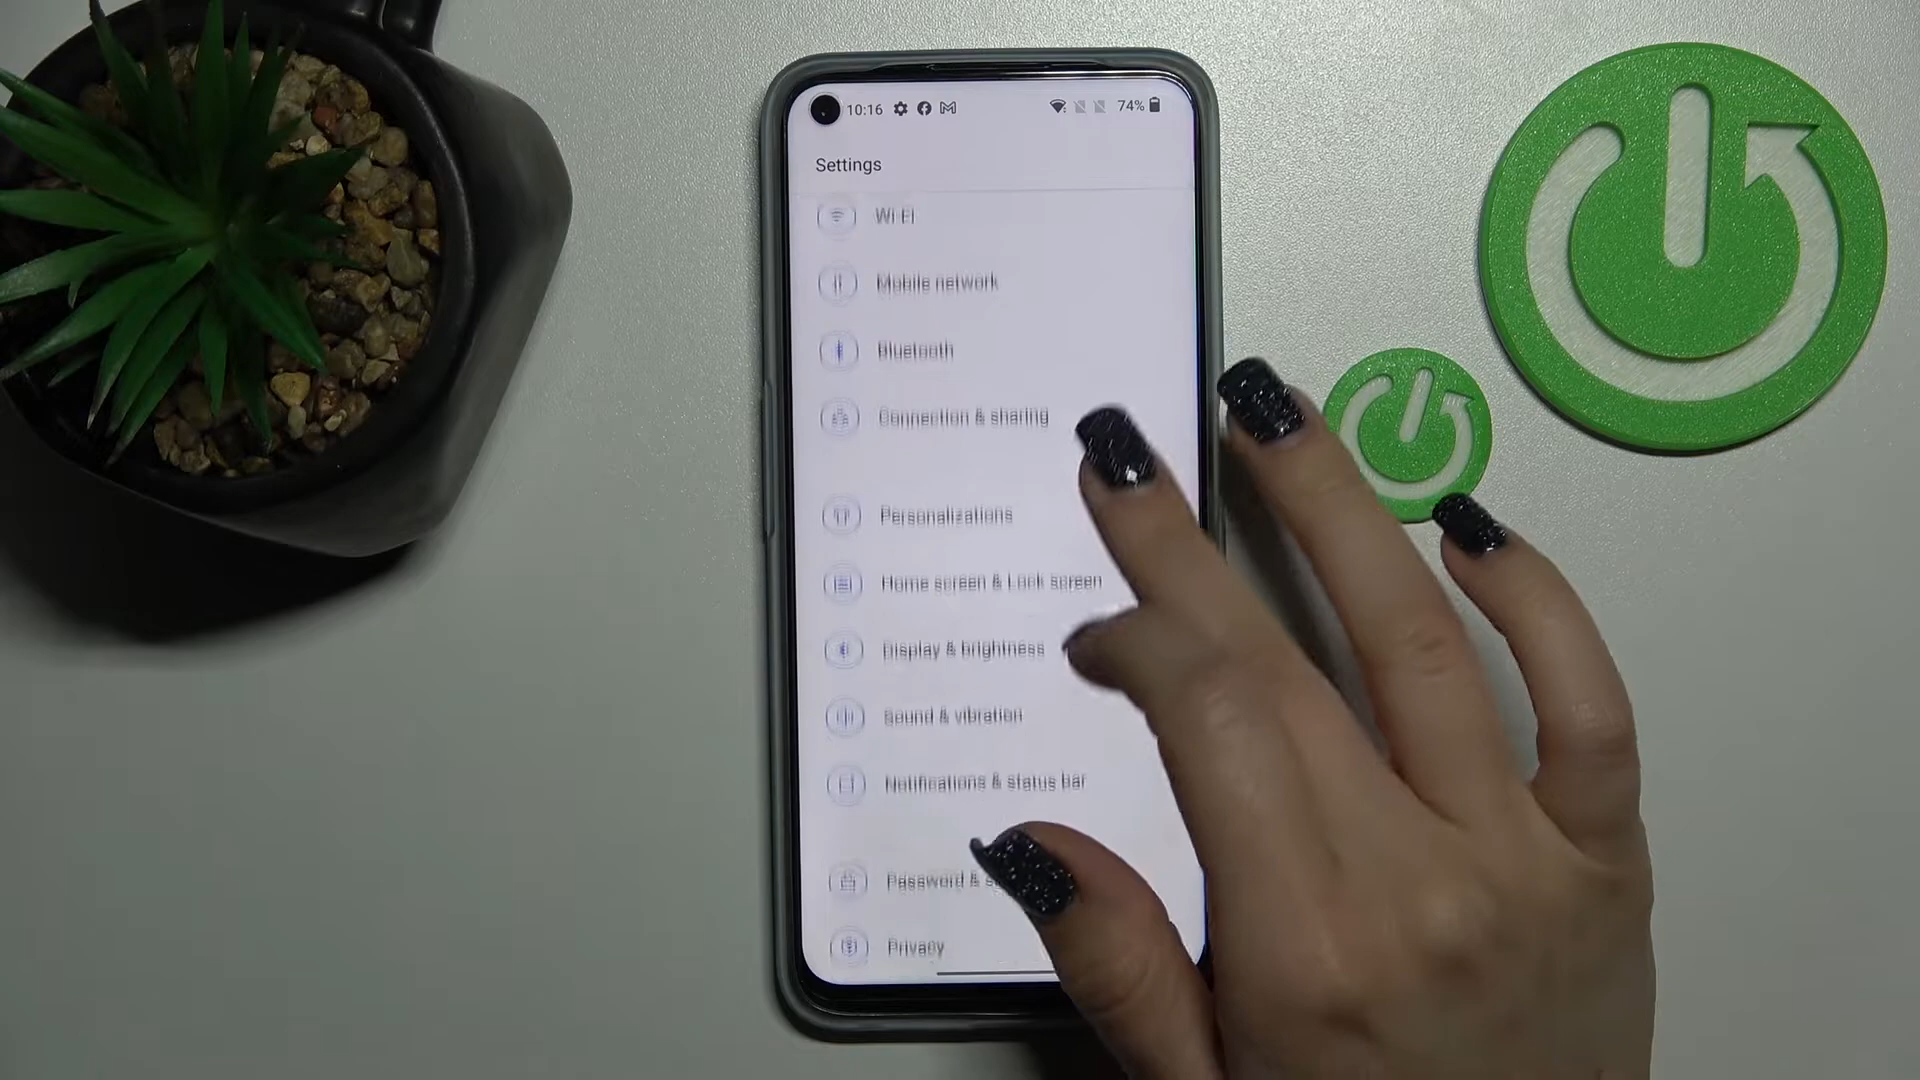 10:16
74%
Settings
Wi-Fi
Mobile network
Bluetooth
Connection & sharing
Personalizations
Home screen & Lock screen
Display & brightness
Sound & vibration
Notifications & status bar
Password &
Privacy